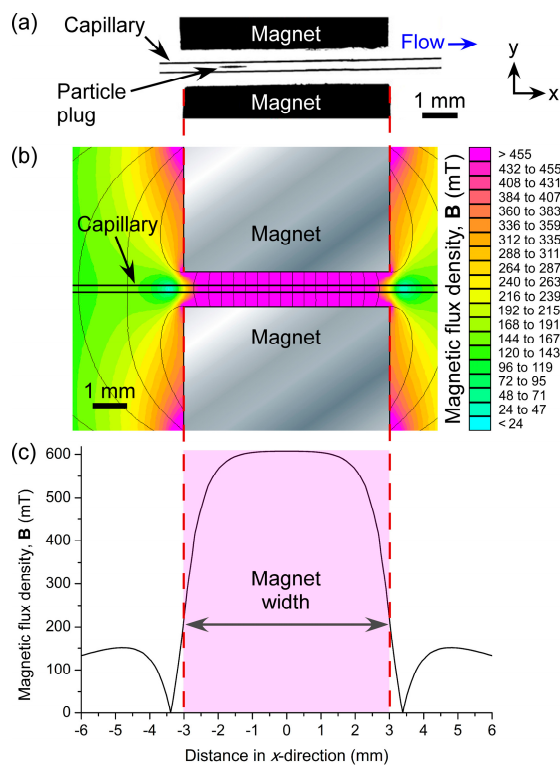 (a)
Capillary
Magnet
Flow
y
x
Particle
plug
Magnet
1 mm
(b)
Capillary
Magnet
Magnet
1 mm
Magnetic flux density, B (mT)
> 455
432 to 455
408 to 431
384 to 407
360 to 383
336 to 359
312 to 335
288 to 311
264 to 287
240 to 263
216 to 239
192 to 215
168 to 191
144 to 167
120 to 143
96 to 119
72 to 95
48 to 71
24 to 47
< 24
(c)
Magnetic flux density, B (mT)
600
500
400
300
200
100
0
Magnet
width
-6 -5 -4 -3 -2 -1 0 1 2 3 4 5 6
Distance in x-direction (mm)